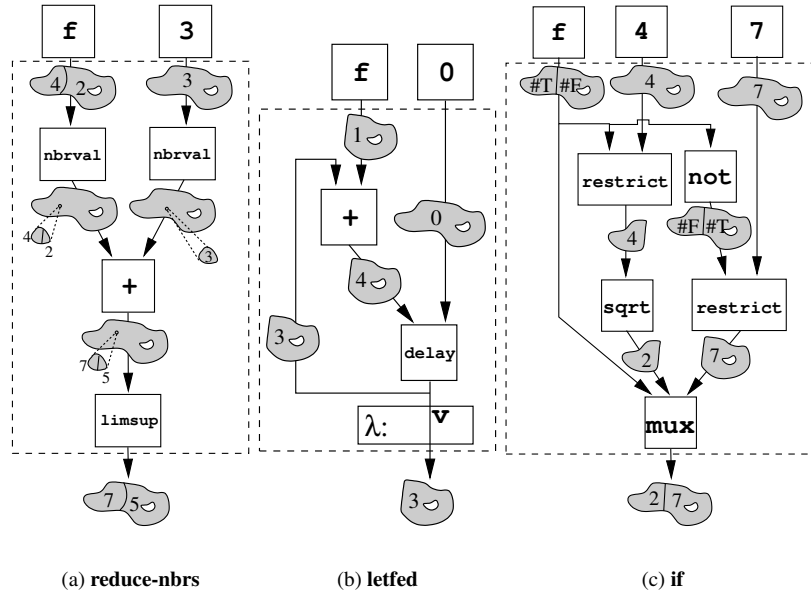 f 3
4 2 3
nbrval nbrval
4 2 3
+
7 5
limsup
7 5
(a) reduce-nbrs
f 0
1
+ 0
4
3 delay
λ: v
3
(b) letfed
f 4 7
#T #F 4 7
restrict not
4 #F #T
sqrt restrict
2 7
mux
2 7
(c) if